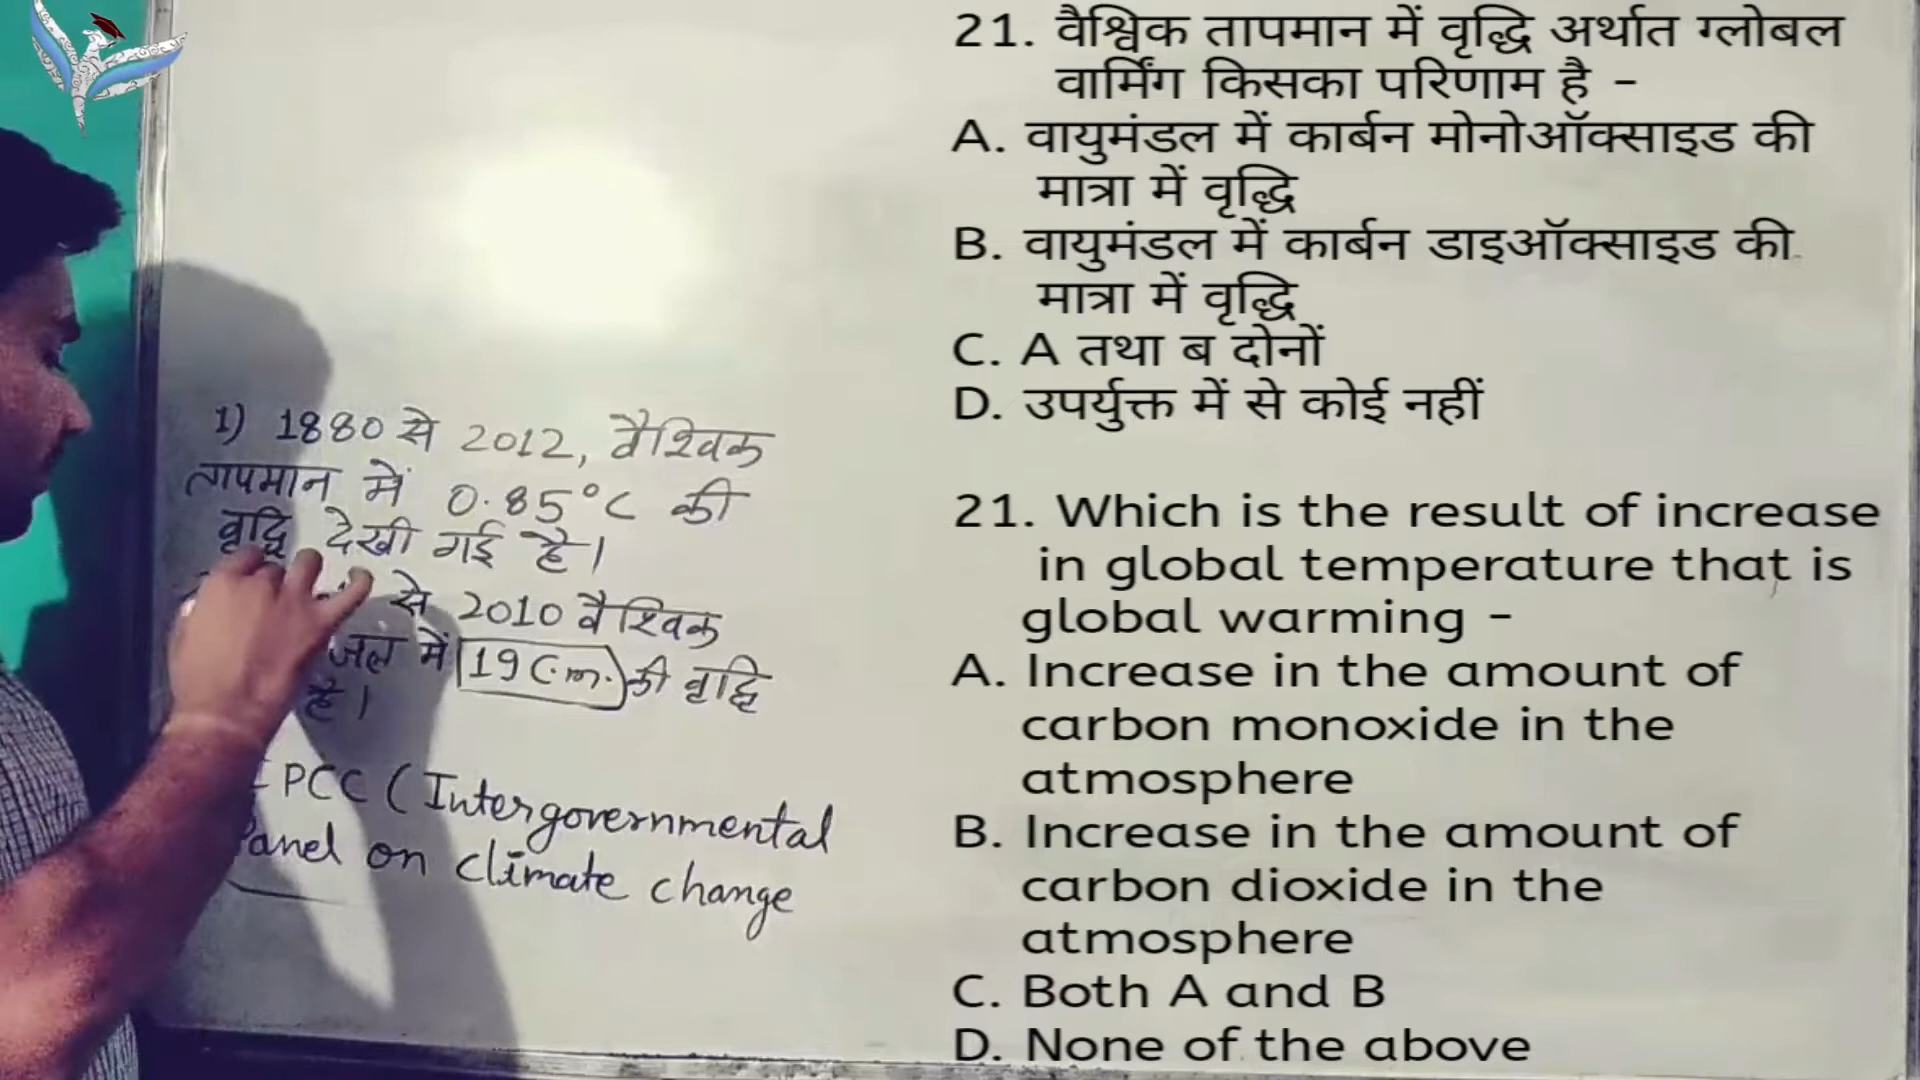 1) 1880 से 2012, वैश्विक
तापमान में 0.85°C की
वृद्धि देखी गई है।
से 2010 वैश्विक
जल में 19 C.m. की वृद्धि
है।
IPCC (Intergovernmental
Panel on climate change
21. वैश्विक तापमान में वृद्धि अर्थात ग्लोबल
वार्मिंग किसका परिणाम है -
A. वायुमंडल में कार्बन मोनोऑक्साइड की
मात्रा में वृद्धि
B. वायुमंडल में कार्बन डाइऑक्साइड की
मात्रा में वृद्धि
C. A तथा ब दोनों
D. उपर्युक्त में से कोई नहीं
21. Which is the result of increase
in global temperature that is
global warming -
A. Increase in the amount of
carbon monoxide in the
atmosphere
B. Increase in the amount of
carbon dioxide in the
atmosphere
C. Both A and B
D. None of the above